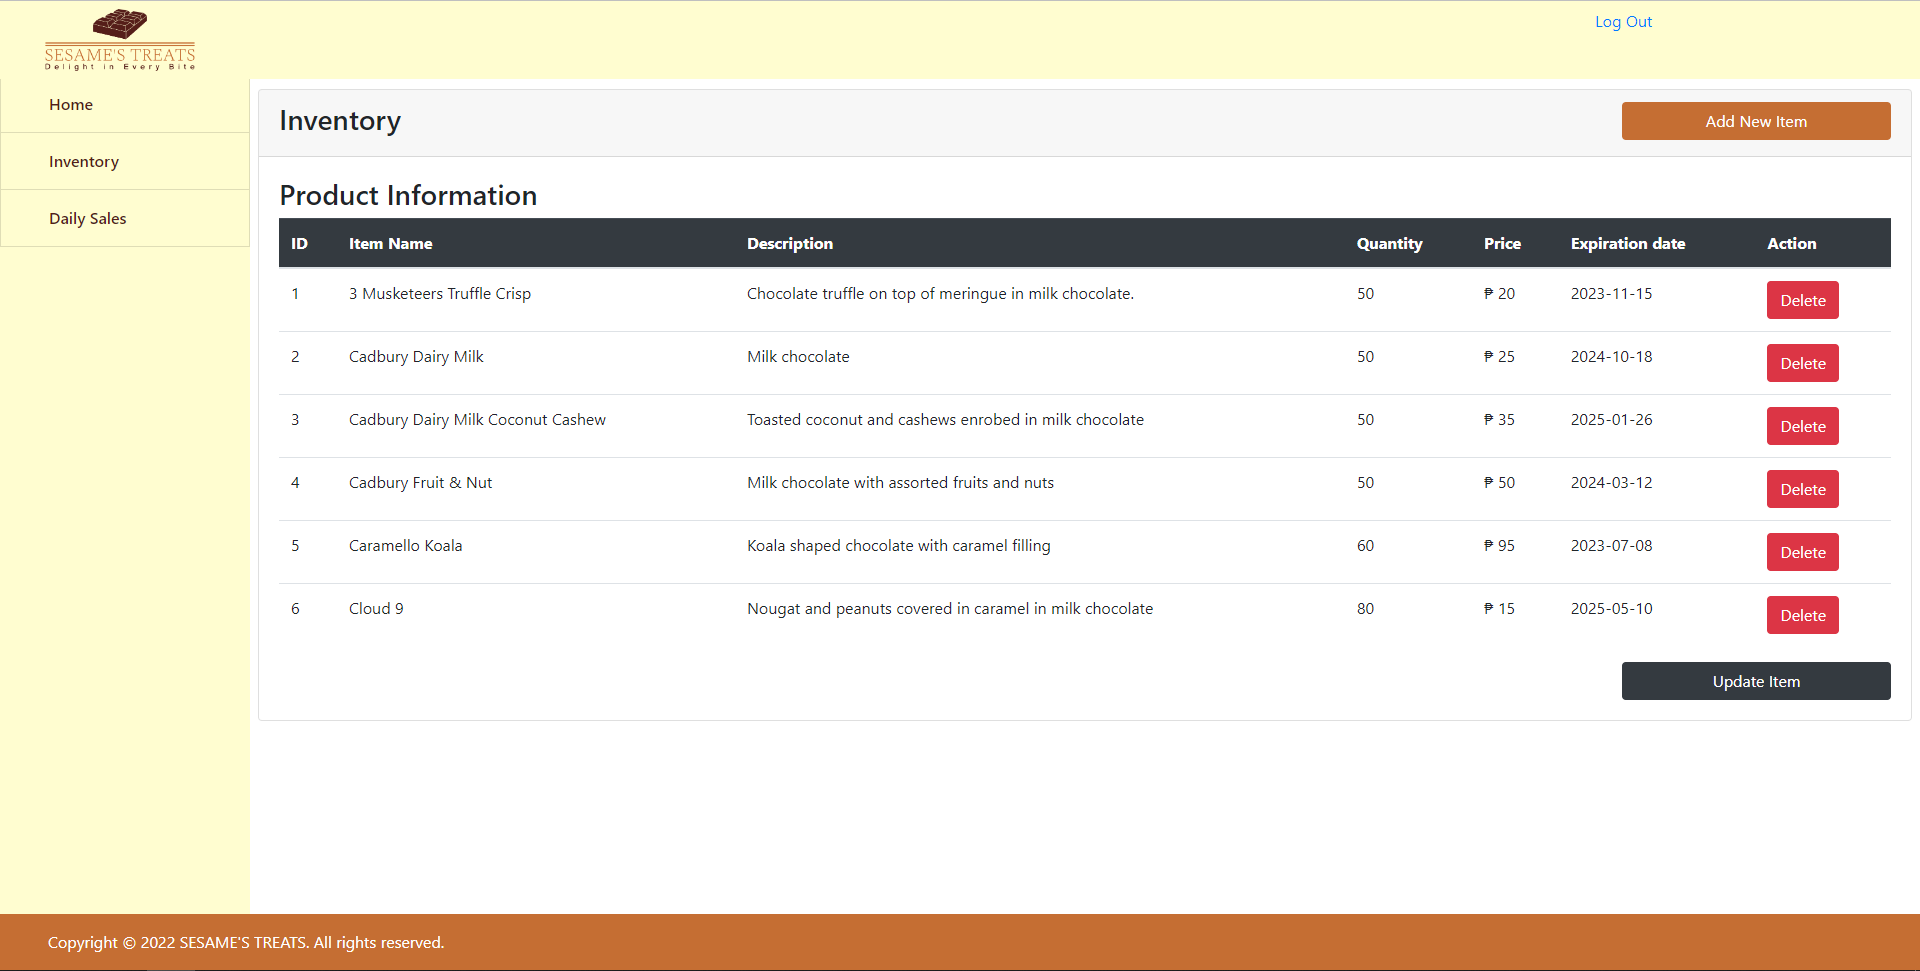 SESAME'S TREATS
Delight in Every Bite
Log Out
Home
Inventory
Daily Sales
Inventory
Add New Item
Product Information
ID Item Name Description Quantity Price Expiration date Action
1 3 Musketeers Truffle Crisp Chocolate truffle on top of meringue in milk chocolate. 50 ₱ 20 2023-11-15 Delete
2 Cadbury Dairy Milk Milk chocolate 50 ₱ 25 2024-10-18 Delete
3 Cadbury Dairy Milk Coconut Cashew Toasted coconut and cashews enrobed in milk chocolate 50 ₱ 35 2025-01-26 Delete
4 Cadbury Fruit & Nut Milk chocolate with assorted fruits and nuts 50 ₱ 50 2024-03-12 Delete
5 Caramello Koala Koala shaped chocolate with caramel filling 60 ₱ 95 2023-07-08 Delete
6 Cloud 9 Nougat and peanuts covered in caramel in milk chocolate 80 ₱ 15 2025-05-10 Delete
Update Item
Copyright © 2022 SESAME'S TREATS. All rights reserved.